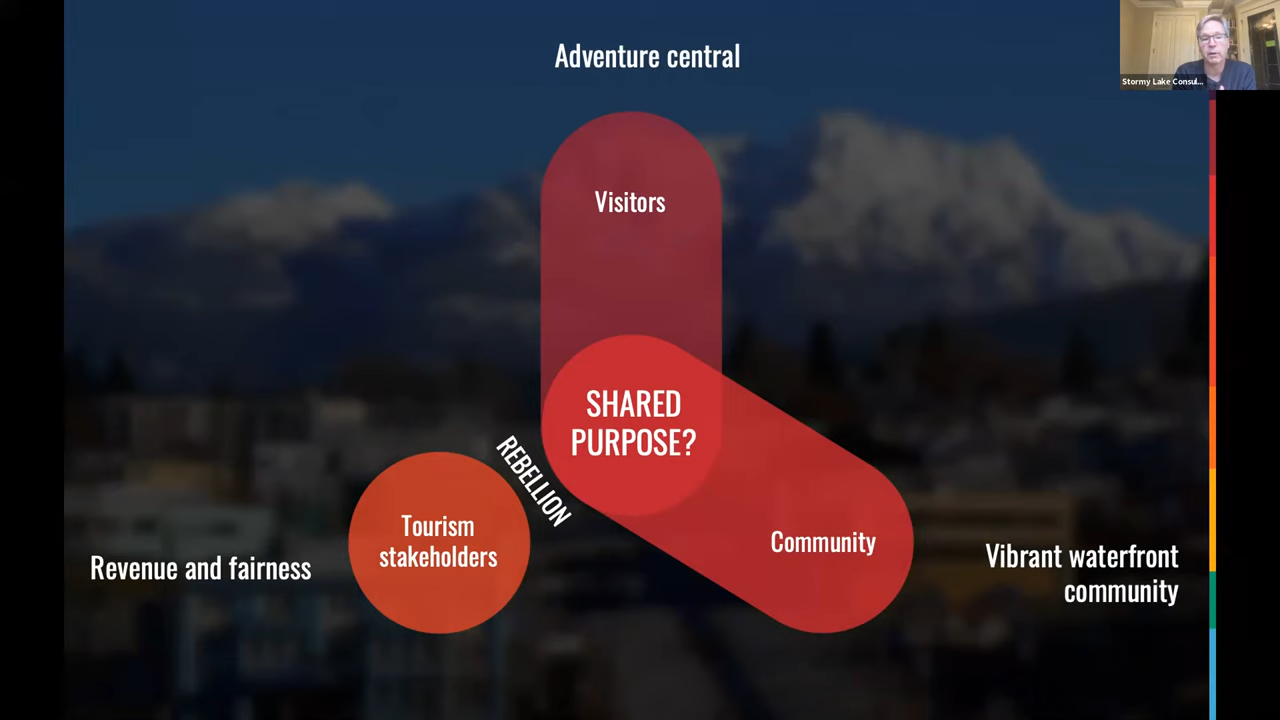 Adventure central
Stormy Lake Consul...
Visitors
SHARED
PURPOSE?
REBELLION
Tourism
stakeholders
Revenue and fairness
Community
Vibrant waterfront
community